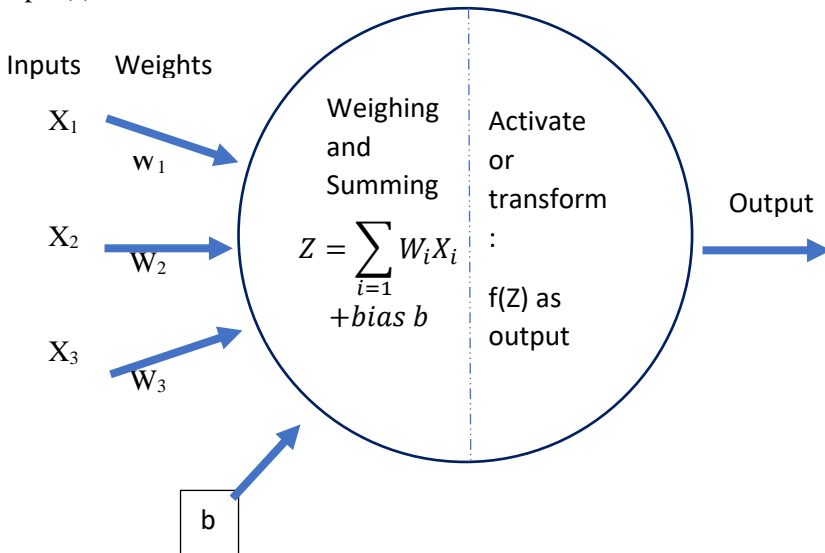 Inputs Weights
X₁
w₁
X₂
W₂
X₃
W₃
b
Weighing
and
Summing
Z = ∑ WᵢXᵢ
i=1
+bias b
Activate
or
transform
:
f(Z) as
output
Output